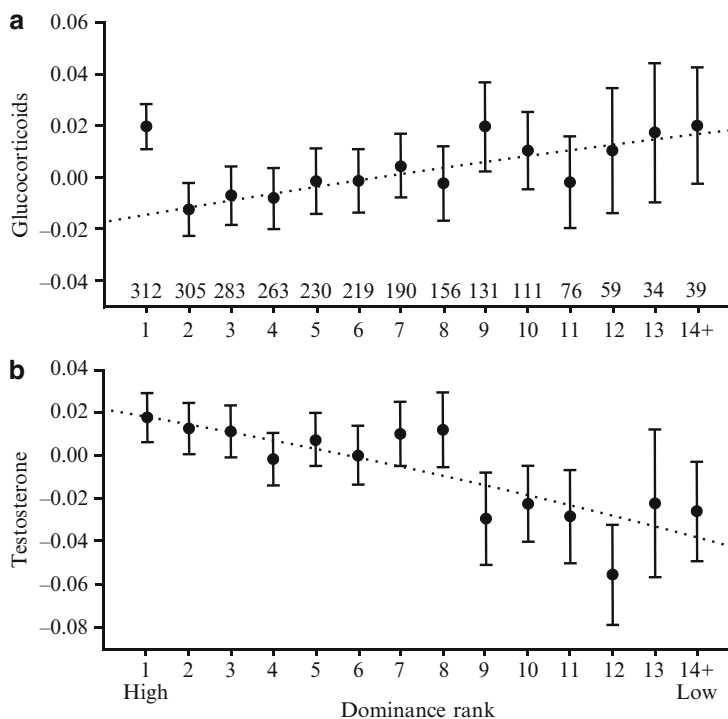 a
Glucocorticoids
0.06
0.04
0.02
0.00
−0.02
−0.04
312 305 283 263 230 219 190 156 131 111 76 59 34 39
1 2 3 4 5 6 7 8 9 10 11 12 13 14+
b
Testosterone
0.04
0.02
0.00
−0.02
−0.04
−0.06
−0.08
1 2 3 4 5 6 7 8 9 10 11 12 13 14+
High Low
Dominance rank